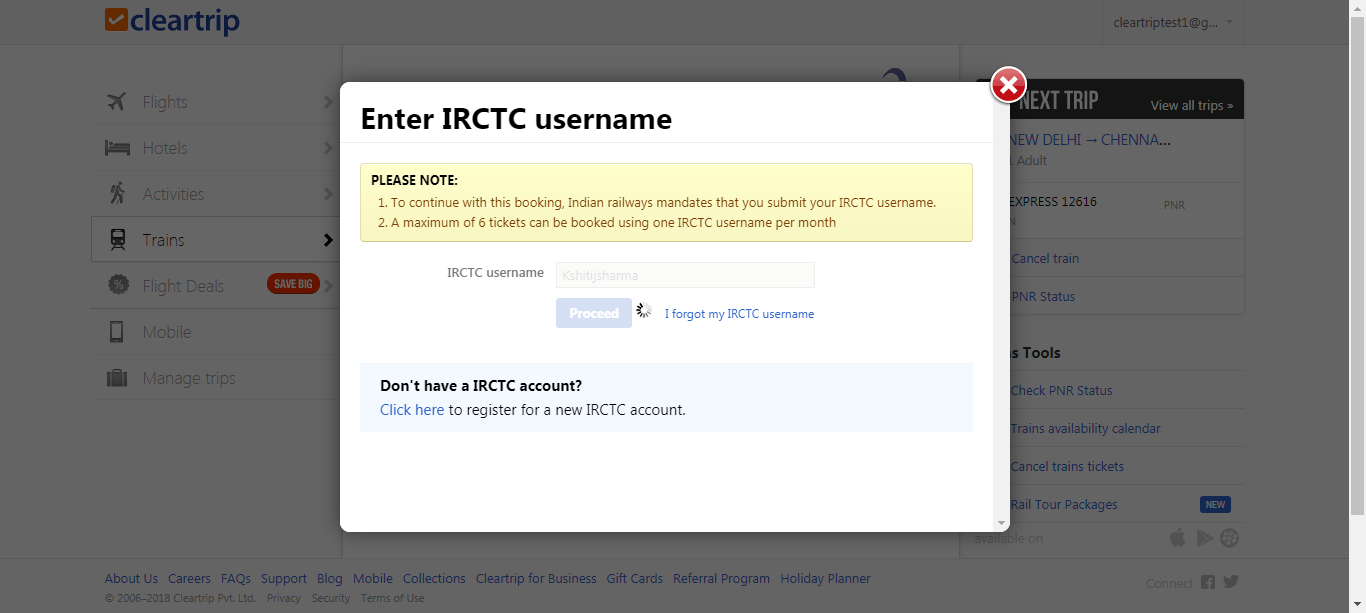 cleartrip
cleartriptest1@g...
Flights
Hotels
Activities
Trains
Flight Deals SAVE BIG
Mobile
Manage trips
Enter IRCTC username
PLEASE NOTE:
1. To continue with this booking, Indian railways mandates that you submit your IRCTC username.
2. A maximum of 6 tickets can be booked using one IRCTC username per month
IRCTC username Kshitijsharma
Proceed I forgot my IRCTC username
Don't have a IRCTC account?
Click here to register for a new IRCTC account.
NEXT TRIP View all trips »
NEW DELHI → CHENNA...
1 Adult
EXPRESS 12616 PNR
N
Cancel train
PNR Status
s Tools
Check PNR Status
Trains availability calendar
Cancel trains tickets
Rail Tour Packages NEW
available on
About Us Careers FAQs Support Blog Mobile Collections Cleartrip for Business Gift Cards Referral Program Holiday Planner
Connect
© 2006–2018 Cleartrip Pvt. Ltd. Privacy Security Terms of Use